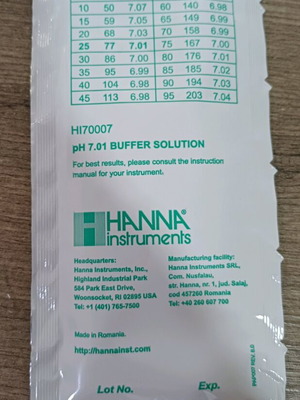 10 50 7.07 60 140 6.98
15 59 7.05 65 149 6.99
20 68 7.03 70 158 6.99
25 77 7.01 75 167 7.00
30 86 7.00 80 176 7.01
35 95 6.99 85 185 7.02
40 104 6.98 90 194 7.03
45 113 6.98 95 203 7.04
HI70007
pH 7.01 BUFFER SOLUTION
For best results, please consult the instruction
manual for your instrument.
HANNA®
instruments
Headquarters:
Hanna Instruments, Inc.,
Highland Industrial Park
584 Park East Drive,
Woonsocket, RI 02895 USA
Tel: +1 (401) 765-7500
Manufacturing facility:
Hanna Instruments SRL,
Com. Nusfalau,
str. Hanna, nr. 1, jud. Salaj,
cod 457260 Romania
Tel: +40 260 607 700
Made in Romania.
http://hannainst.com
Lot No. Exp.